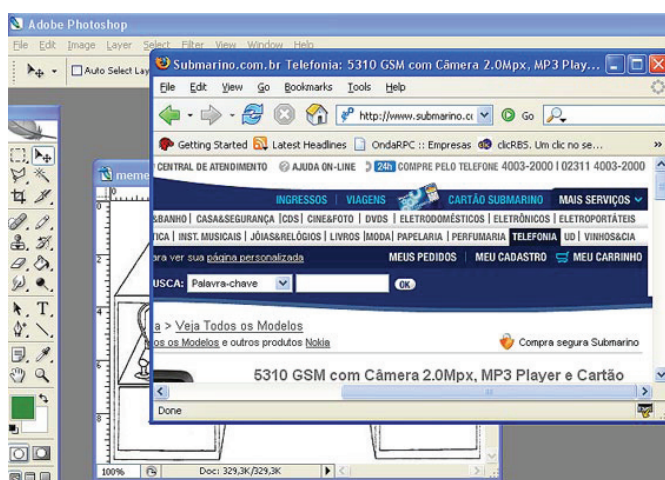 Adobe Photoshop
File Edit Image Layer Select Filter View Window Help
Auto Select Lay
Submarino.com.br Telefonia: 5310 GSM com Câmera 2.0Mpx, MP3 Play...
File Edit View Go Bookmarks Tools Help
http://www.submarino.co Go
Getting Started Latest Headlines OndaRPC :: Empresas clicRBS. Um clic no se... »
CENTRAL DE ATENDIMENTO AJUDA ON-LINE 24h COMPRE PELO TELEFONE 4003-2000 | 02311 4003-2000
meme
INGRESSOS | VIAGENS CARTÃO SUBMARINO MAIS SERVIÇOS
&BANHO | CASA&SEGURANÇA |CDS| CINE&FOTO | DVDS | ELETRODOMÉSTICOS | ELETRÔNICOS | ELETROPORTÁTEIS
TICA | INST. MUSICAIS | JÓIAS&RELÓGIOS | LIVROS |MODA| PAPELARIA | PERFUMARIA TELEFONIA UD | VINHOS&CIA
ara ver sua página personalizada MEUS PEDIDOS | MEU CADASTRO MEU CARRINHO
USCA: Palavra-chave OK
a > Veja Todos os Modelos
os os Modelos e outros produtos Nokia Compra segura Submarino
5310 GSM com Câmera 2.0Mpx, MP3 Player e Cartão
Done
100% Doc: 329,3K/329,3K